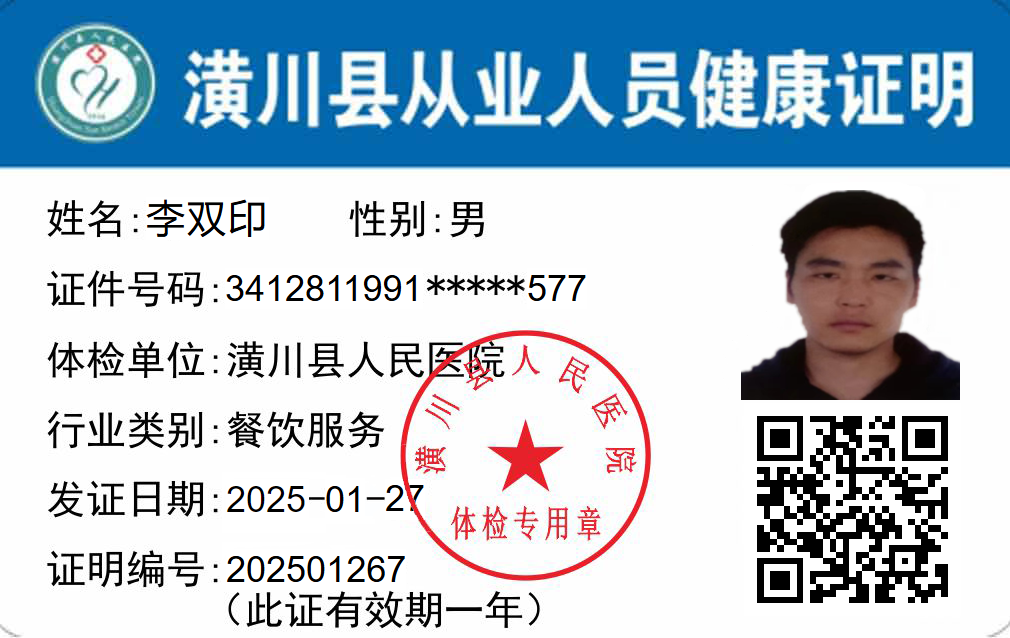 潢川县从业人员健康证明
姓名:李双印 性别:男
证件号码:3412811991*****577
体检单位:潢川县人民医院
行业类别:餐饮服务
发证日期:2025-01-27
证明编号:202501267
（此证有效期一年）
潢川县人民医院
体检专用章